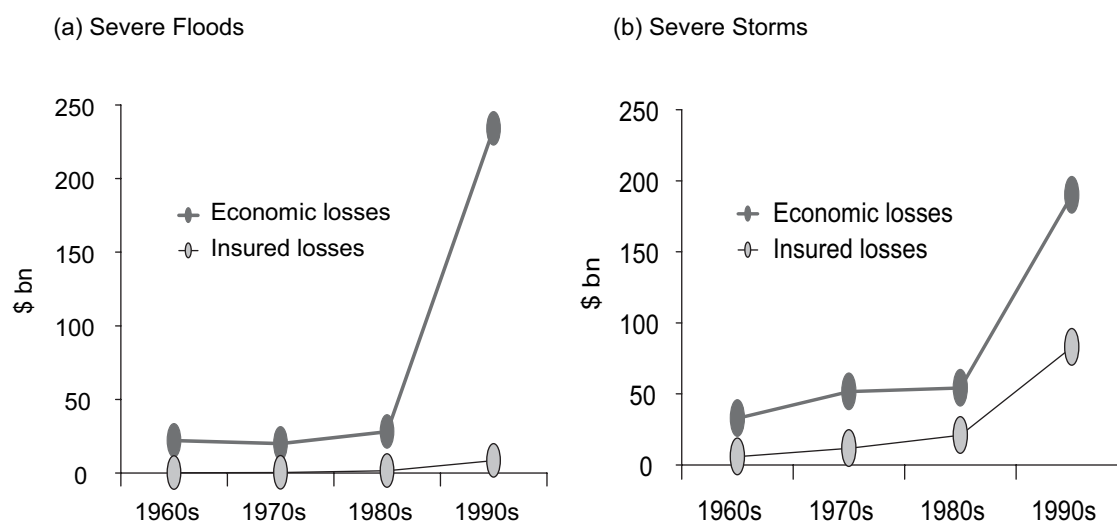 (a) Severe Floods
250
200
150
100
50
0
$ bn
Economic losses
Insured losses
1960s 1970s 1980s 1990s
(b) Severe Storms
250
200
150
100
50
0
$ bn
Economic losses
Insured losses
1960s 1970s 1980s 1990s